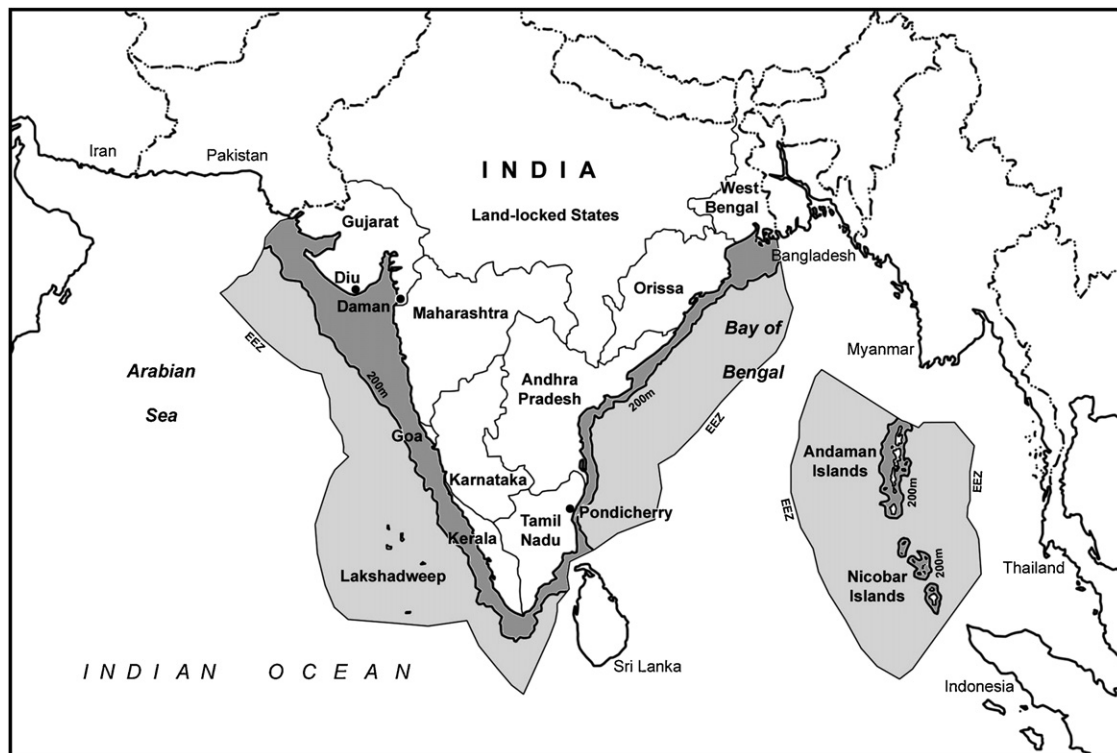 Iran
Pakistan
INDIA
Land-locked States
West
Bengal
Gujarat
Bangladesh
Diu
Daman
Maharashtra
Orissa
EEZ
200m
Arabian
Sea
Bay of
Bengal
Myanmar
Andhra
Pradesh
200m
EEZ
Goa
Karnataka
Andaman
Islands
200m
EEZ
EEZ
Tamil
Nadu
Pondicherry
Kerala
Lakshadweep
Nicobar
Islands
200m
Thailand
Sri Lanka
INDIAN OCEAN
Indonesia